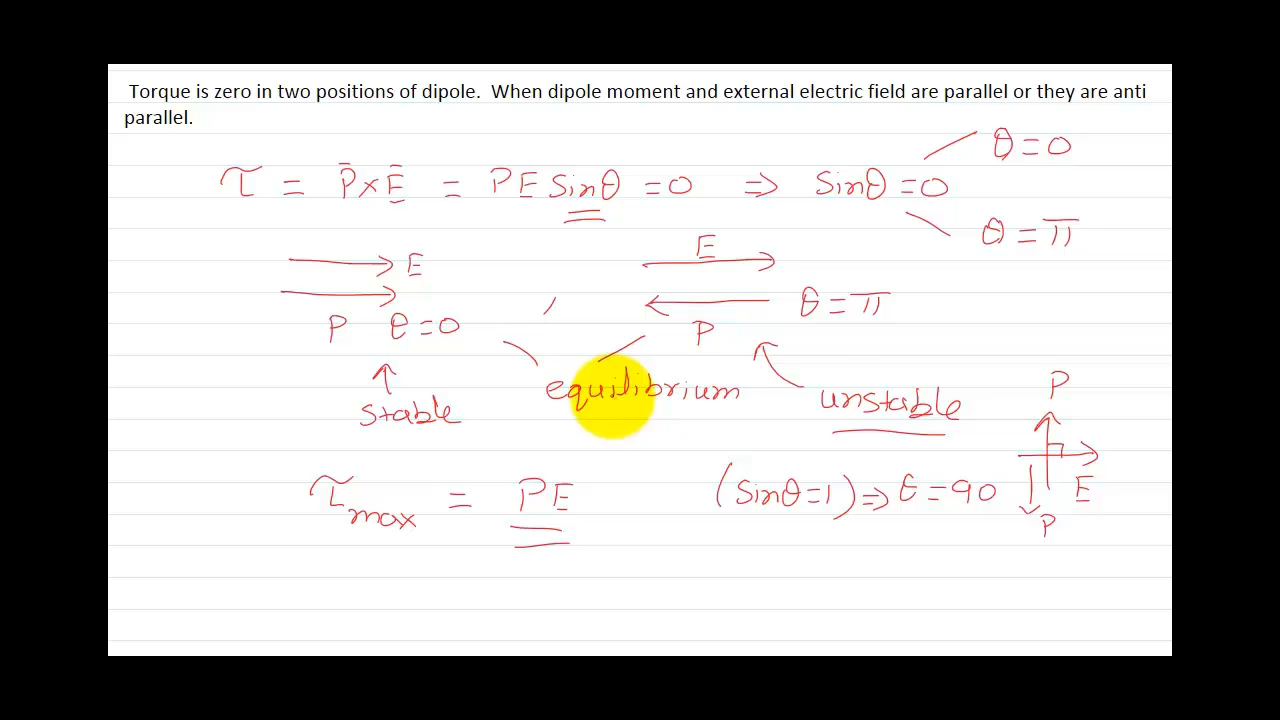 Torque is zero in two positions of dipole. When dipole moment and external electric field are parallel or they are anti
parallel.
θ = 0
τ = P̄ × Ē = PE Sinθ = 0 ⇒ Sinθ = 0
θ = π
E E
P θ = 0 , P θ = π
equilibrium
stable unstable P
τmax = PE (Sinθ = 1) ⇒ θ = 90 E
P